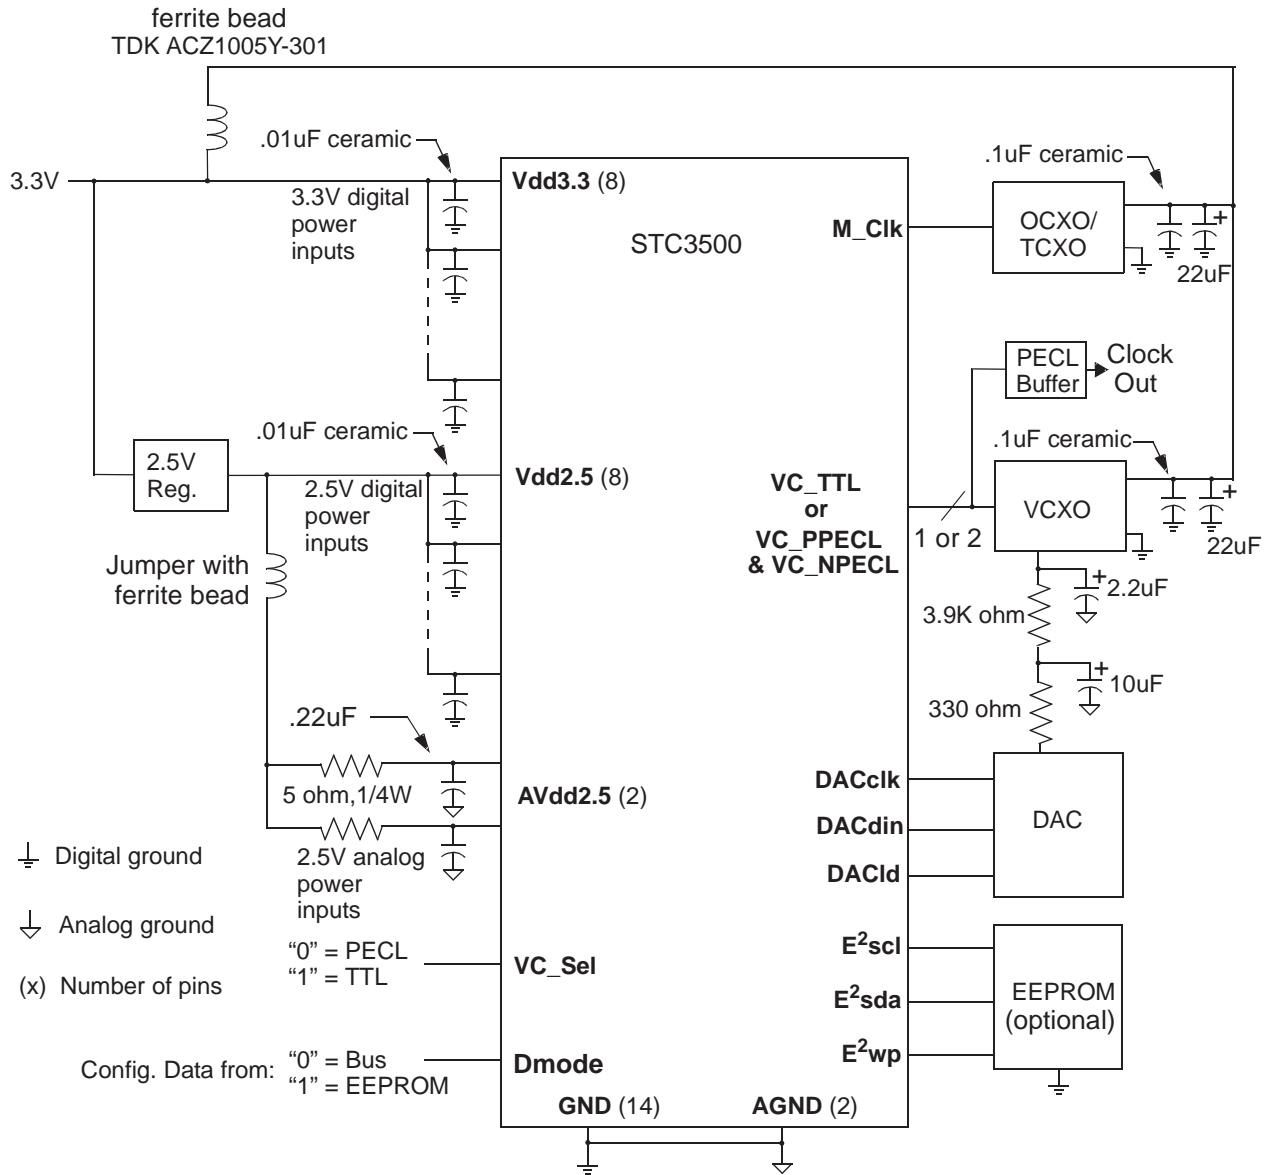 ferrite bead
TDK ACZ1005Y-301
.01uF ceramic
3.3V
Vdd3.3 (8)
3.3V digital
power
inputs
STC3500
M_Clk
.1uF ceramic
OCXO/
TCXO
+
22uF
PECL
Buffer
Clock
Out
.01uF ceramic
2.5V
Reg.
Vdd2.5 (8)
2.5V digital
power
inputs
VC_TTL
or
VC_PPECL
& VC_NPECL
1 or 2
.1uF ceramic
VCXO
+
22uF
Jumper with
ferrite bead
+
2.2uF
3.9K ohm
+
10uF
330 ohm
.22uF
5 ohm,1/4W
AVdd2.5 (2)
2.5V analog
power
inputs
DACclk
DACdin
DACld
DAC
Digital ground
Analog ground
(x) Number of pins
“0” = PECL
“1” = TTL
VC_Sel
E2scl
E2sda
E2wp
EEPROM
(optional)
Config. Data from:
“0” = Bus
“1” = EEPROM
Dmode
GND (14)
AGND (2)